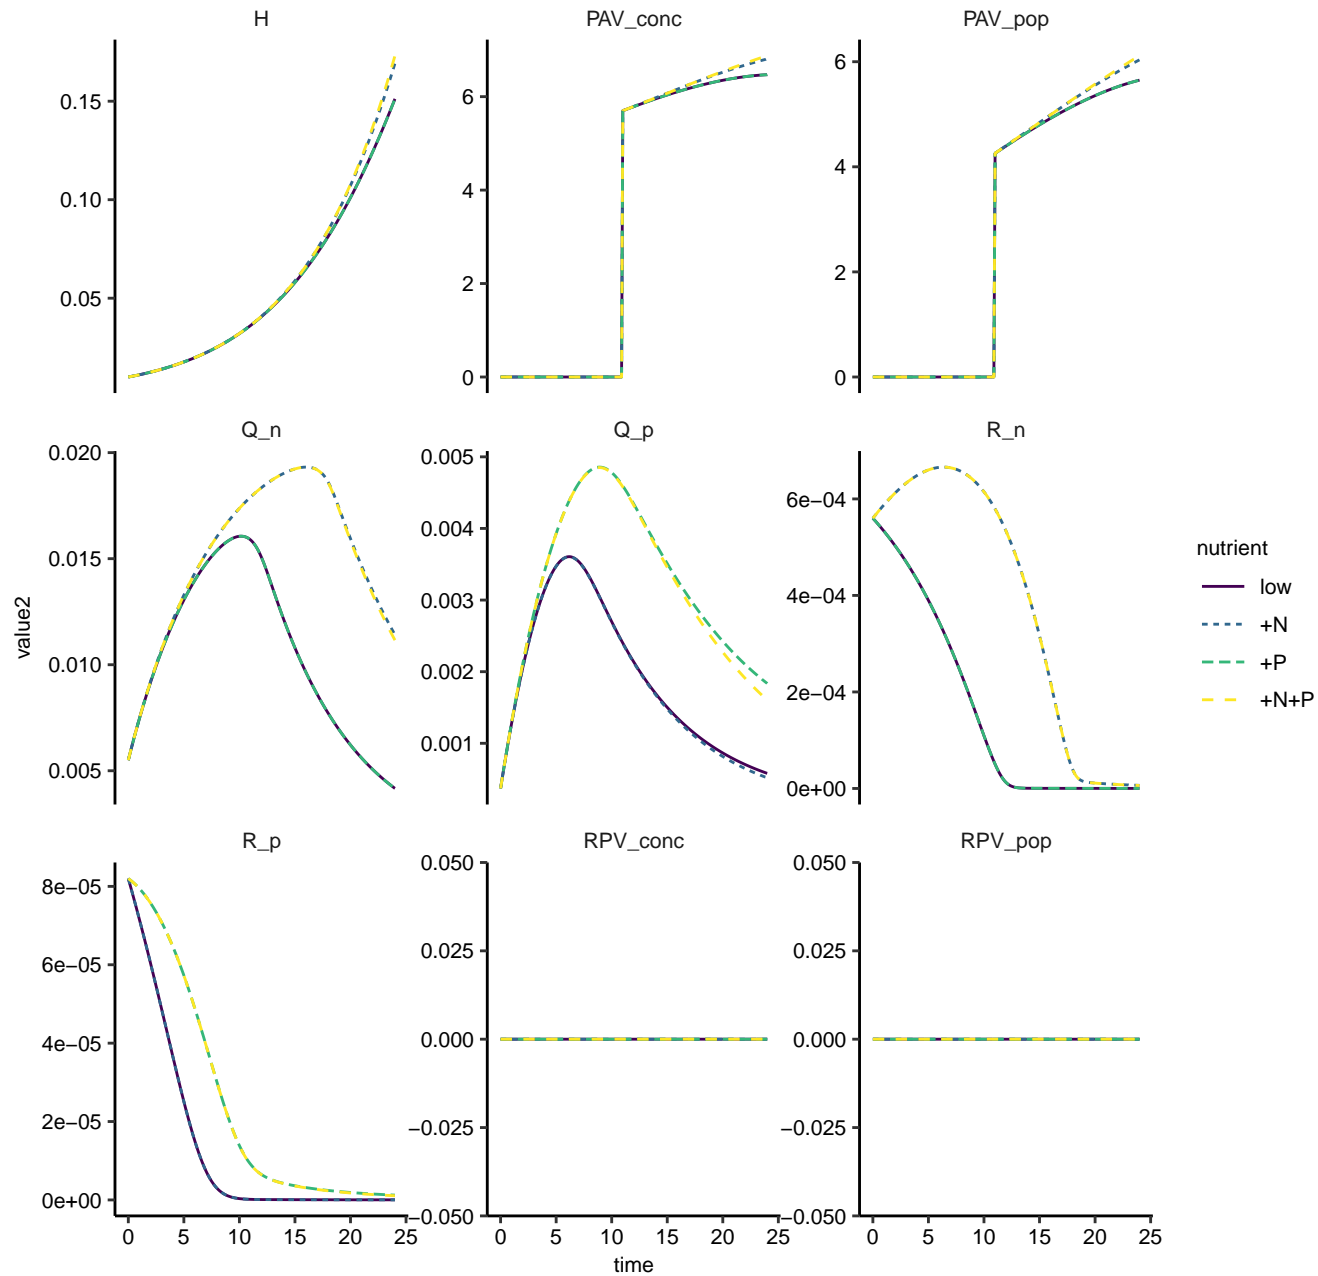 H
PAV_conc
PAV_pop
0.15
0.10
0.05
6
4
2
0
6
4
2
0
Q_n
Q_p
R_n
0.020
0.015
0.010
0.005
0.005
0.004
0.003
0.002
0.001
6e−04
4e−04
2e−04
0e+00
R_p
RPV_conc
RPV_pop
8e−05
6e−05
4e−05
2e−05
0e+00
0.050
0.025
0.000
−0.025
−0.050
0.050
0.025
0.000
−0.025
−0.050
0 5 10 15 20 25
0 5 10 15 20 25
0 5 10 15 20 25
time
value2
nutrient
low
+N
+P
+N+P